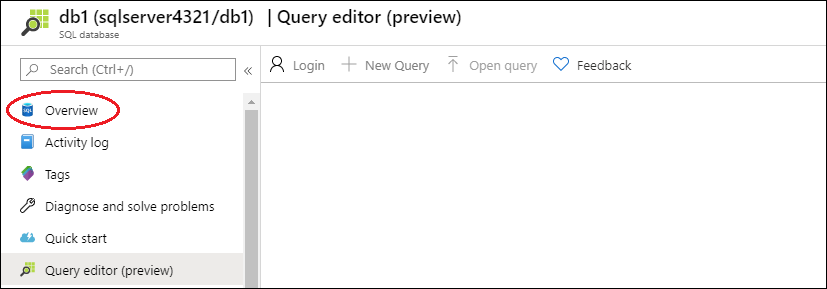 db1 (sqlserver4321/db1) | Query editor (preview)
SQL database
Search (Ctrl+/) «
Login New Query Open query Feedback
SQL Overview
Activity log
Tags
Diagnose and solve problems
Quick start
Query editor (preview)